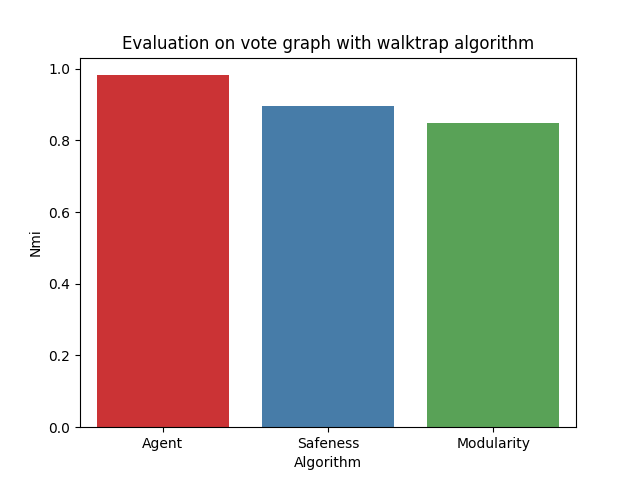 Evaluation on vote graph with walktrap algorithm
1.0
0.8
0.6
0.4
0.2
0.0
Nmi
Agent
Safeness
Modularity
Algorithm